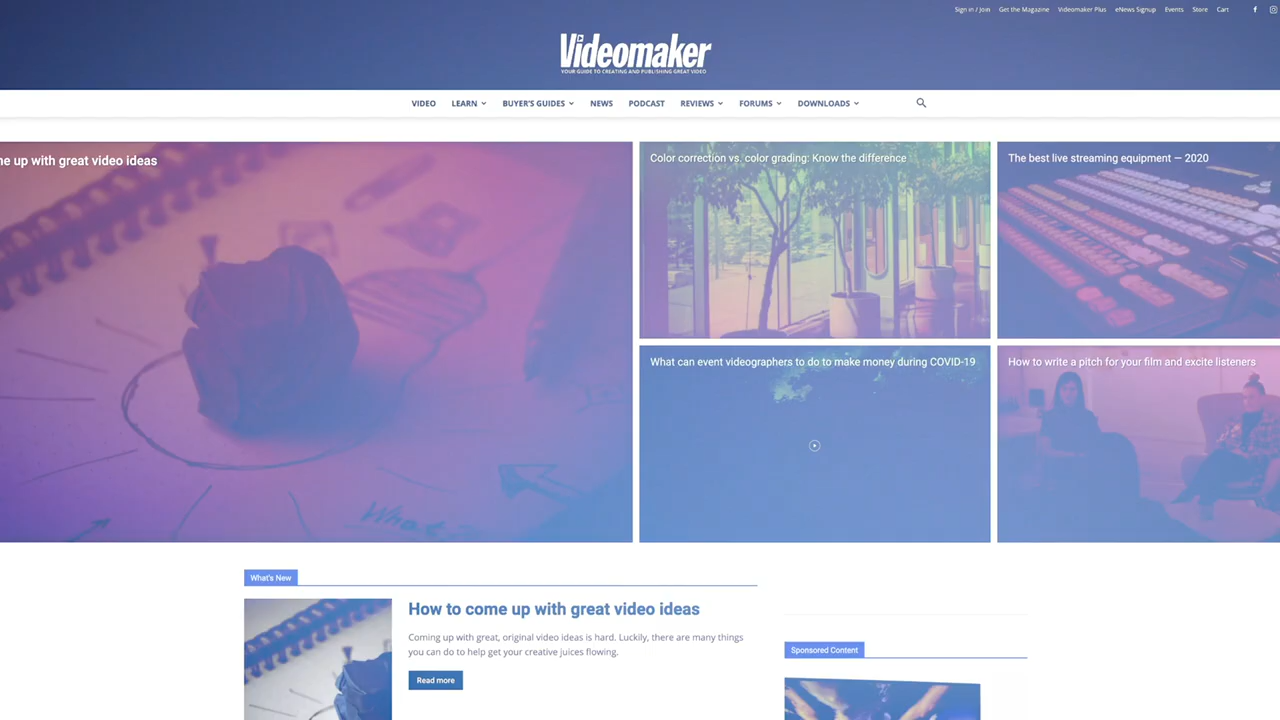 Sign in / Join Get the Magazine Videomaker Plus eNews Signup Events Store Cart
Videomaker
YOUR GUIDE TO CREATING AND PUBLISHING GREAT VIDEO
VIDEO LEARN BUYER'S GUIDES NEWS PODCAST REVIEWS FORUMS DOWNLOADS
me up with great video ideas
Color correction vs. color grading: Know the difference
The best live streaming equipment — 2020
What can event videographers to do to make money during COVID-19
How to write a pitch for your film and excite listeners
What
What's New
How to come up with great video ideas
Coming up with great, original video ideas is hard. Luckily, there are many things
you can do to help get your creative juices flowing.
Read more
Sponsored Content